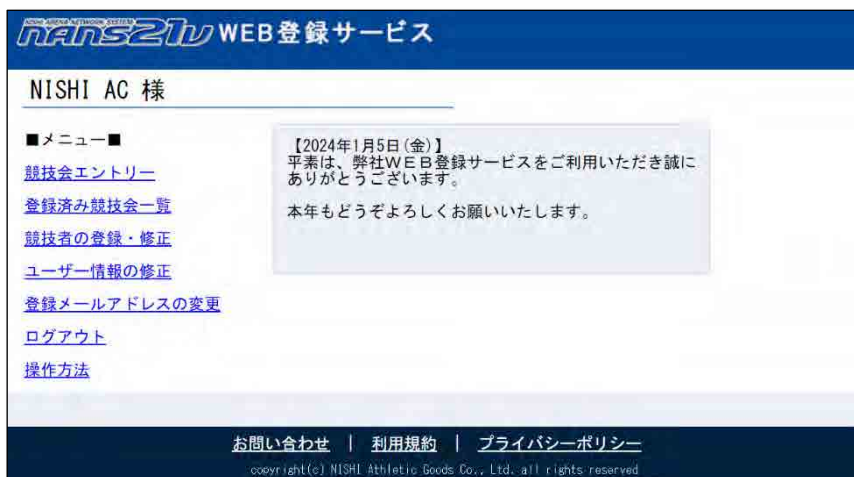 NISHI ARENA NETWORK SYSTEM
nans21v WEB登録サービス
NISHI AC 様
■メニュー■
競技会エントリー
登録済み競技会一覧
競技者の登録・修正
ユーザー情報の修正
登録メールアドレスの変更
ログアウト
操作方法
【2024年1月5日(金)】
平素は、弊社ＷＥＢ登録サービスをご利用いただき誠に
ありがとうございます。
本年もどうぞよろしくお願いいたします。
お問い合わせ | 利用規約 | プライバシーポリシー
copyright(c) NISHI Athletic Goods Co., Ltd. all rights reserved